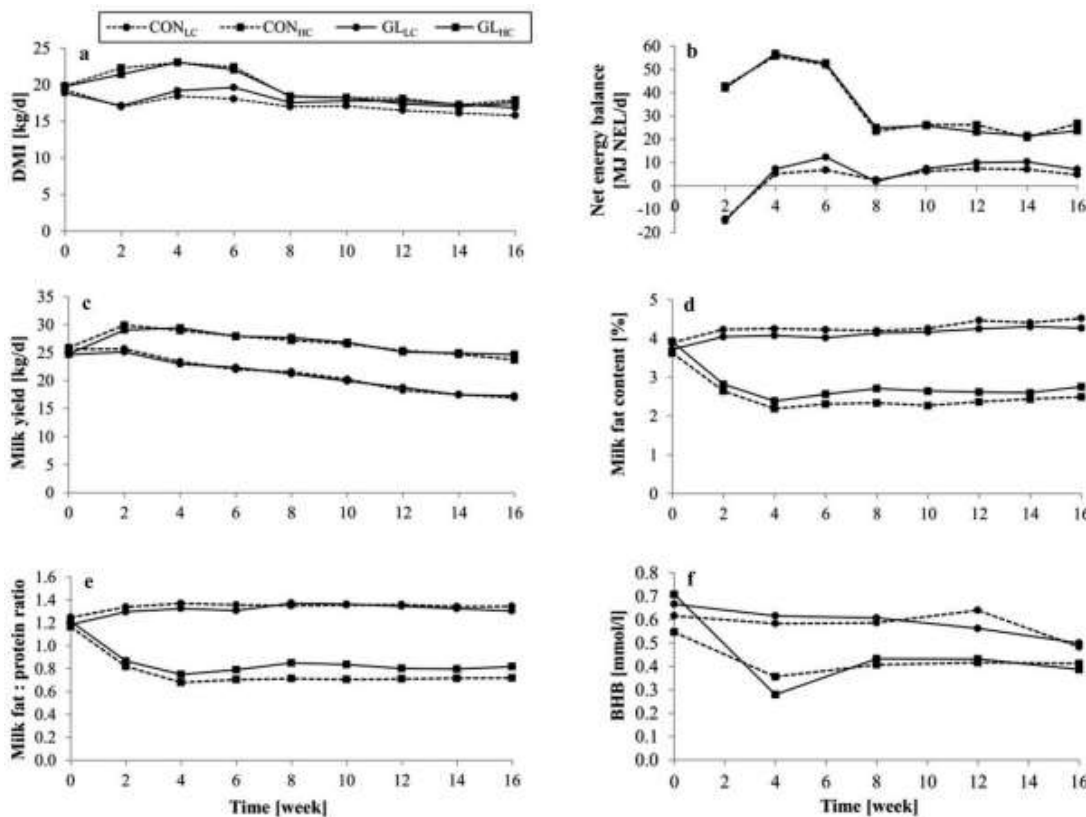 CON_LC CON_HC GL_LC GL_HC
a
25
20
15
10
5
0
DMI [kg/d]
0 2 4 6 8 10 12 14 16
b
60
50
40
30
20
10
0
-10
-20
Net energy balance
[MJ NEL/d]
0 2 4 6 8 10 12 14 16
c
35
30
25
20
15
10
5
0
Milk yield [kg/d]
0 2 4 6 8 10 12 14 16
d
5
4
3
2
1
0
Milk fat content [%]
0 2 4 6 8 10 12 14 16
e
1.6
1.4
1.2
1.0
0.8
0.6
0.4
0.2
0.0
Milk fat : protein ratio
0 2 4 6 8 10 12 14 16
Time [week]
f
0.8
0.7
0.6
0.5
0.4
0.3
0.2
0.1
0.0
BHB [mmol/l]
0 2 4 6 8 10 12 14 16
Time [week]